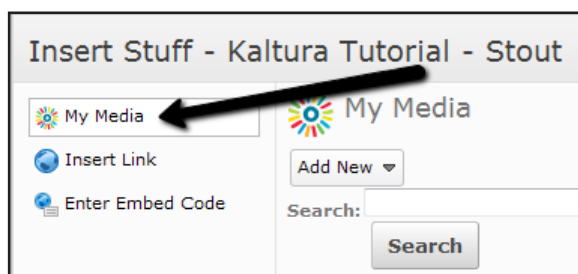 Insert Stuff - Kaltura Tutorial - Stout
My Media
Insert Link
Enter Embed Code
My Media
Add New
Search:
Search